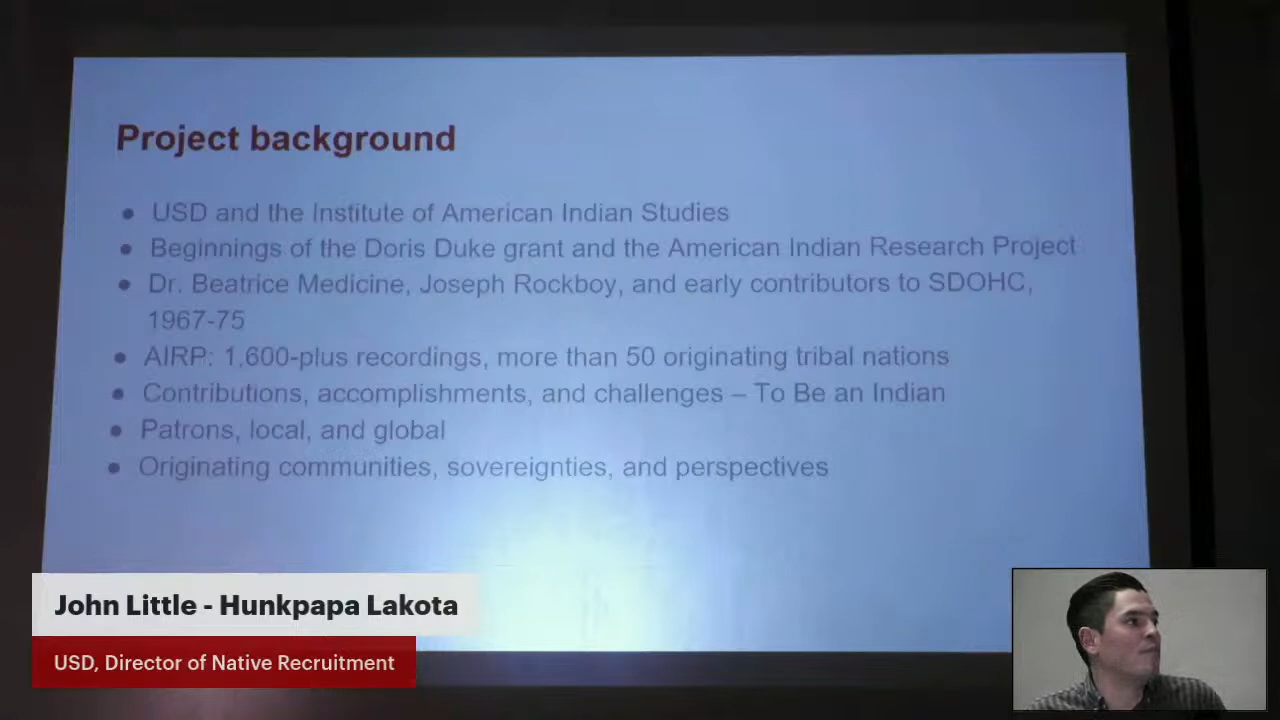 Project background
● USD and the Institute of American Indian Studies
● Beginnings of the Doris Duke grant and the American Indian Research Project
● Dr. Beatrice Medicine, Joseph Rockboy, and early contributors to SDOHC,
1967-75
● AIRP: 1,600-plus recordings, more than 50 originating tribal nations
● Contributions, accomplishments, and challenges – To Be an Indian
● Patrons, local, and global
● Originating communities, sovereignties, and perspectives
John Little - Hunkpapa Lakota
USD, Director of Native Recruitment